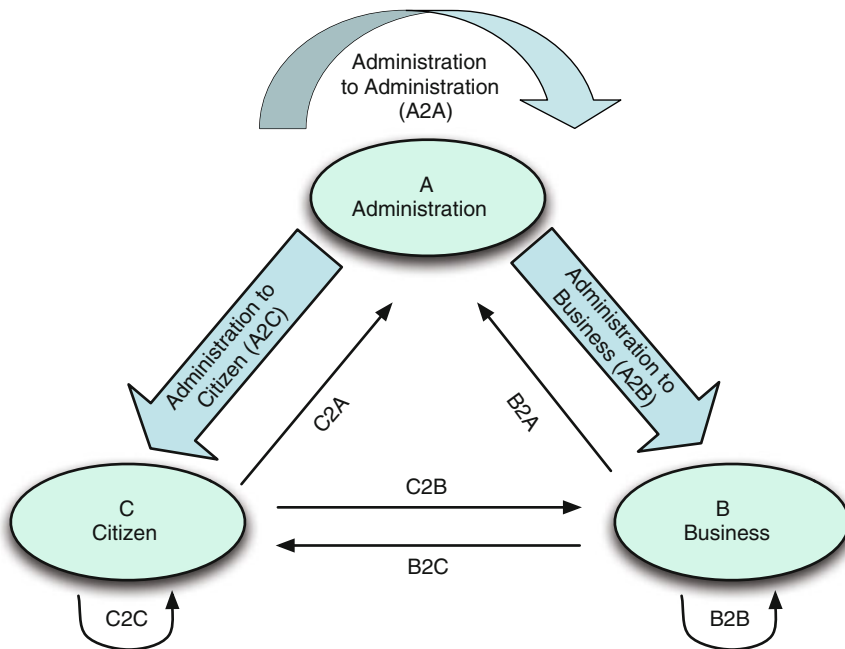 Administration
to Administration
(A2A)
A
Administration
Administration to
Citizen (A2C)
Administration to
Business (A2B)
C2A
B2A
C2B
B2C
C
Citizen
B
Business
C2C
B2B